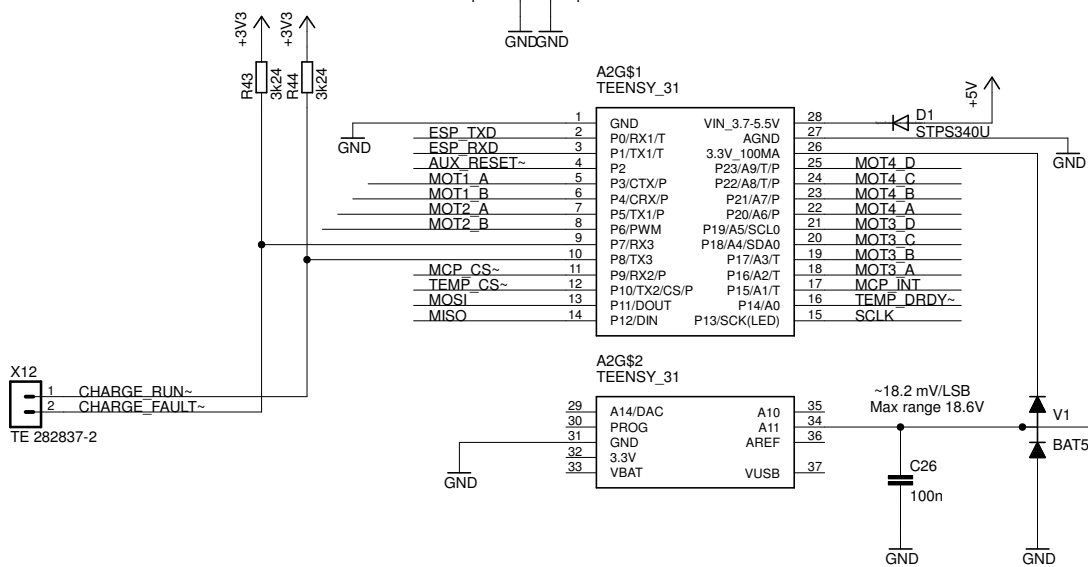 +3V3
+3V3
R43
3k24
R44
3k24
GND
GND
A2G$1
TEENSY_31
GND
1
GND
VIN_3.7-5.5V
28
D1
STPS340U
+5V
ESP_TXD
2
P0/RX1/T
AGND
27
GND
ESP_RXD
3
P1/TX1/T
3.3V_100MA
26
AUX_RESET~
4
P2
P23/A9/T/P
25
MOT4_D
MOT1_A
5
P3/CTX/P
P22/A8/T/P
24
MOT4_C
MOT1_B
6
P4/CRX/P
P21/A7/P
23
MOT4_B
MOT2_A
7
P5/TX1/P
P20/A6/P
22
MOT4_A
MOT2_B
8
P6/PWM
P19/A5/SCL0
21
MOT3_D
9
P7/RX3
P18/A4/SDA0
20
MOT3_C
10
P8/TX3
P17/A3/T
19
MOT3_B
MCP_CS~
11
P9/RX2/P
P16/A2/T
18
MOT3_A
TEMP_CS~
12
P10/TX2/CS/P
P15/A1/T
17
MCP_INT
MOSI
13
P11/DOUT
P14/A0
16
TEMP_DRDY~
MISO
14
P12/DIN
P13/SCK(LED)
15
SCLK
X12
1
CHARGE_RUN~
2
CHARGE_FAULT~
TE 282837-2
A2G$2
TEENSY_31
29
A14/DAC
A10
35
30
PROG
A11
34
31
GND
AREF
36
32
3.3V
33
VBAT
VUSB
37
GND
~18.2 mV/LSB
Max range 18.6V
V1
BAT5
C26
100n
GND
GND